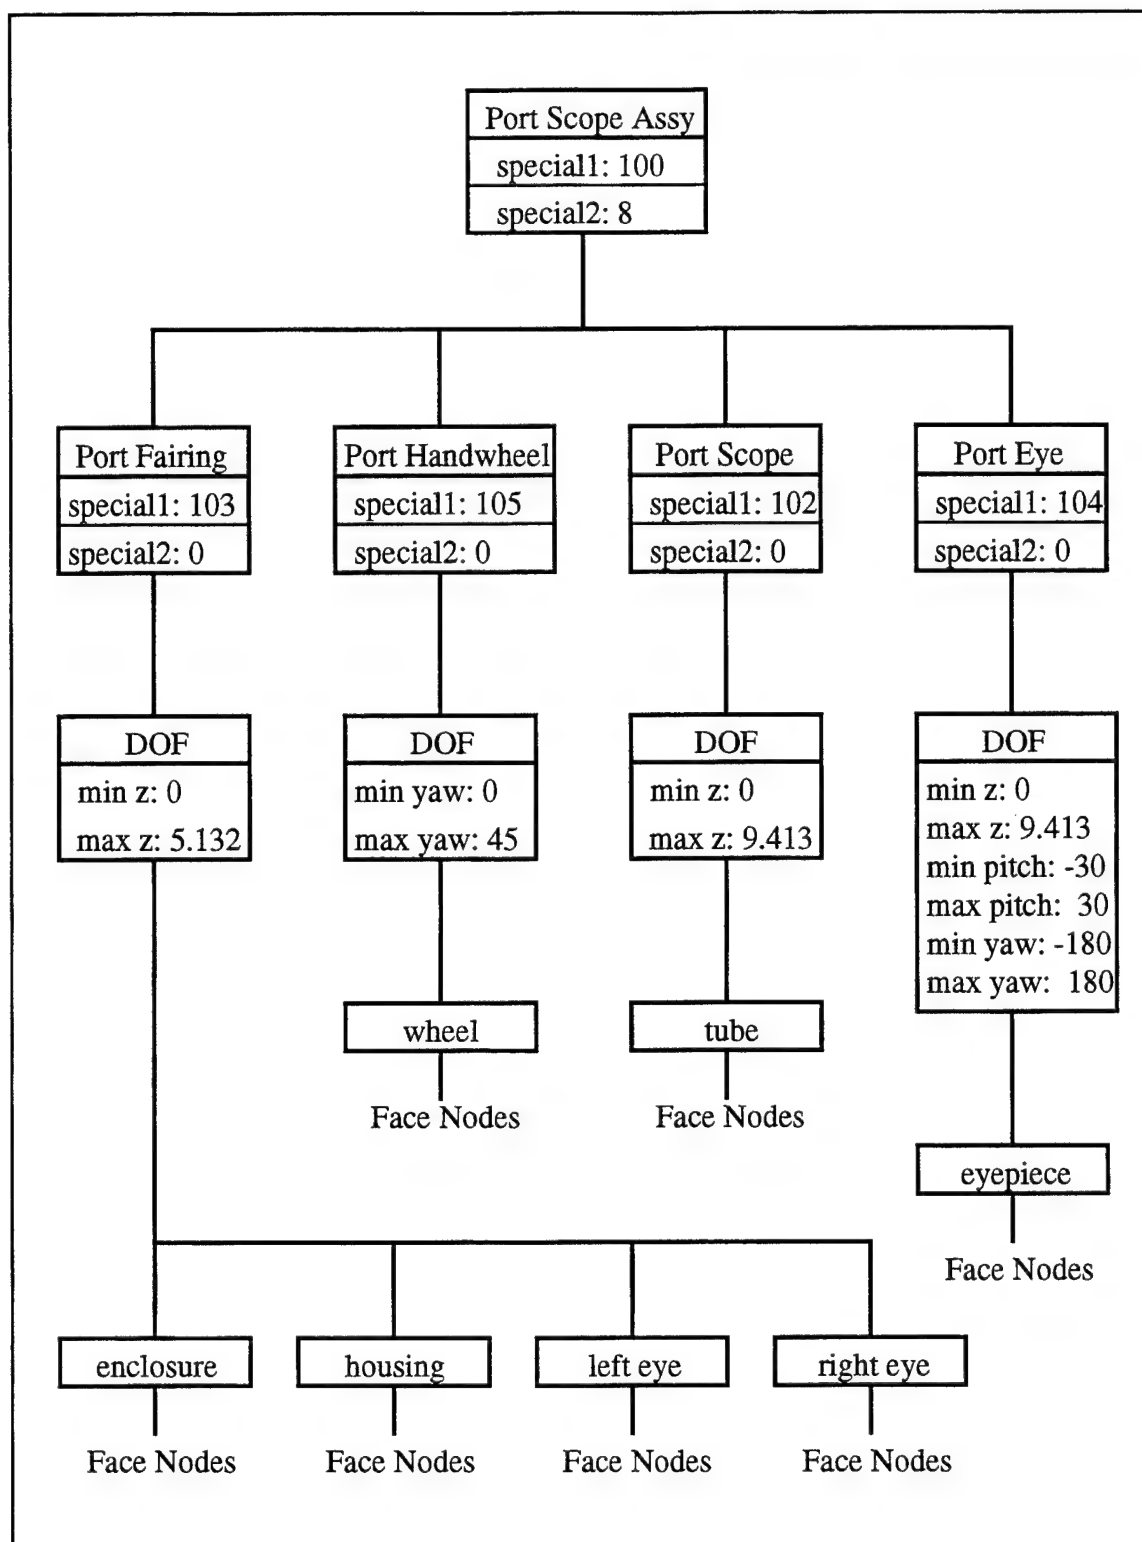 Port Scope Assy
special1: 100
special2: 8
Port Fairing
special1: 103
special2: 0
Port Handwheel
special1: 105
special2: 0
Port Scope
special1: 102
special2: 0
Port Eye
special1: 104
special2: 0
DOF
min z: 0
max z: 5.132
DOF
min yaw: 0
max yaw: 45
DOF
min z: 0
max z: 9.413
DOF
min z: 0
max z: 9.413
min pitch: -30
max pitch: 30
min yaw: -180
max yaw: 180
wheel
Face Nodes
tube
Face Nodes
eyepiece
Face Nodes
enclosure
Face Nodes
housing
Face Nodes
left eye
Face Nodes
right eye
Face Nodes